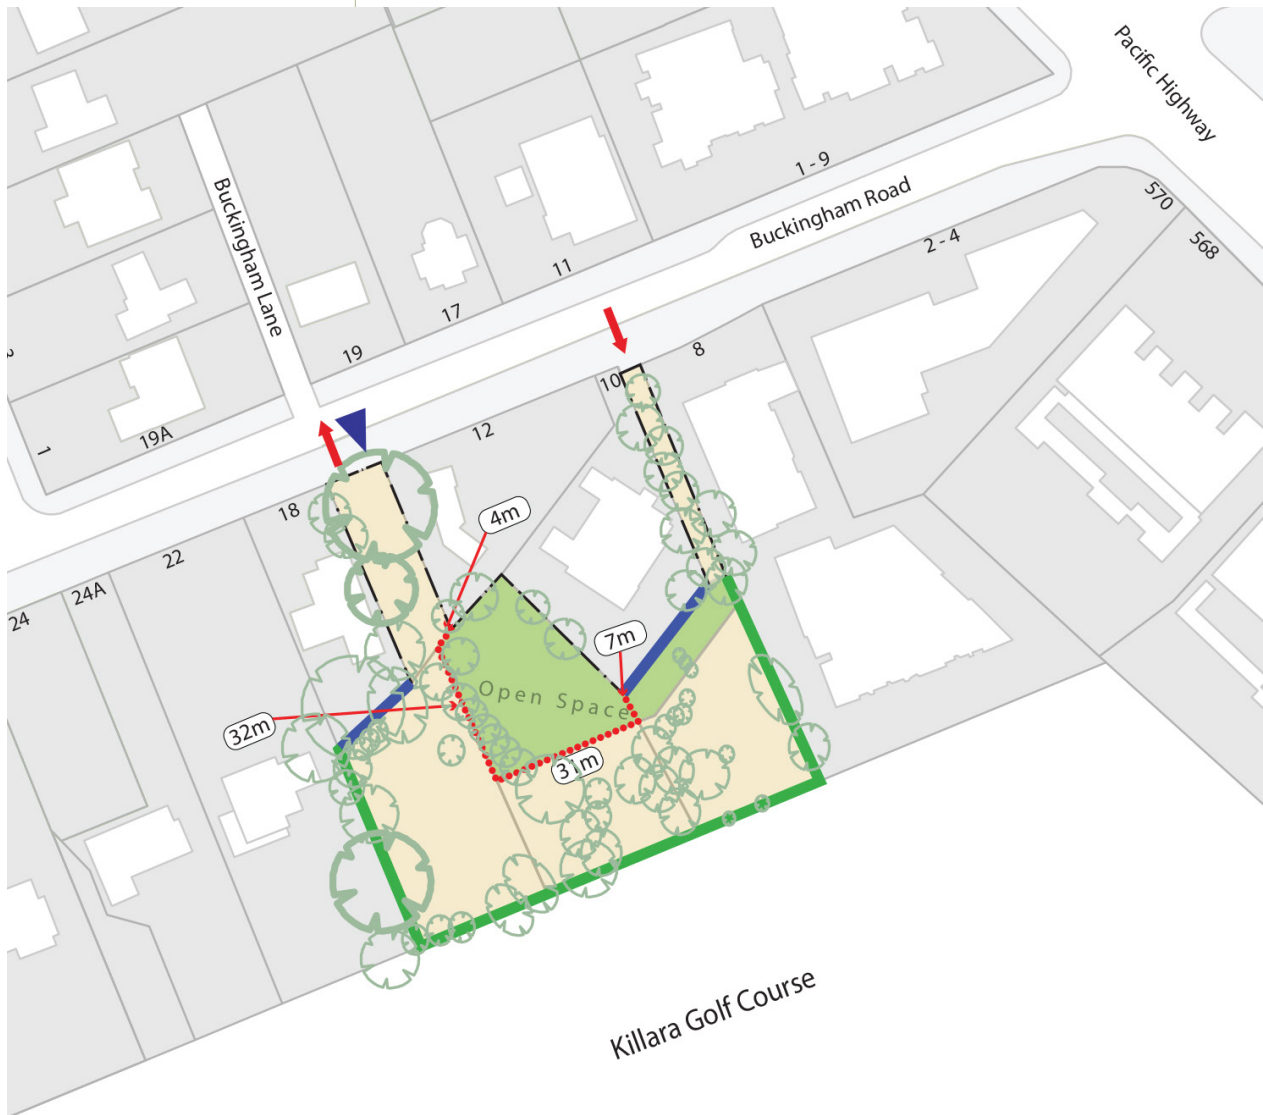 Pacific Highway
1 - 9
Buckingham Road
570
568
2 - 4
Buckingham Lane
11
17
19
8
10
12
1
19A
18
22
24A
24
4m
7m
32m
Open Space
31m
Killara Golf Course